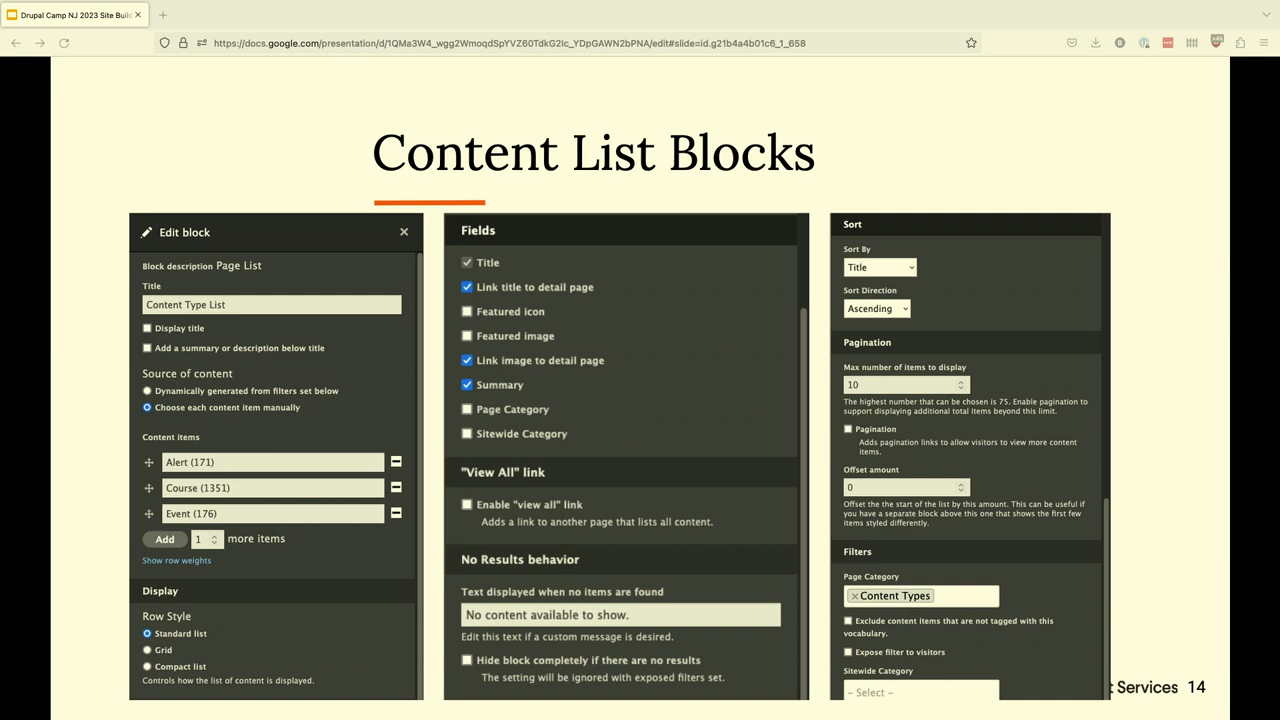 Drupal Camp NJ 2023 Site Buil
https://docs.google.com/presentation/d/1QMa3W4_wgg2WmoqdSpYVZ60TdkG2lc_YDpGAWN2bPNA/edit#slide=id.g21b4a4b01c6_1_658
Content List Blocks
Edit block
Block description Page List
Title
Content Type List
Display title
Add a summary or description below title
Source of content
Dynamically generated from filters set below
Choose each content item manually
Content items
Alert (171)
Course (1351)
Event (176)
Add 1 more items
Show row weights
Display
Row Style
Standard list
Grid
Compact list
Controls how the list of content is displayed.
Fields
Title
Link title to detail page
Featured icon
Featured image
Link image to detail page
Summary
Page Category
Sitewide Category
"View All" link
Enable "view all" link
Adds a link to another page that lists all content.
No Results behavior
Text displayed when no items are found
No content available to show.
Edit this text if a custom message is desired.
Hide block completely if there are no results
The setting will be ignored with exposed filters set.
Sort
Sort By
Title
Sort Direction
Ascending
Pagination
Max number of items to display
10
The highest number that can be chosen is 75. Enable pagination to
support displaying additional total items beyond this limit.
Pagination
Adds pagination links to allow visitors to view more content
items.
Offset amount
0
Offset the the start of the list by this amount. This can be useful if
you have a separate block above this one that shows the first few
items styled differently.
Filters
Page Category
×Content Types
Exclude content items that are not tagged with this
vocabulary.
Expose filter to visitors
Sitewide Category
- Select -
t Services 14